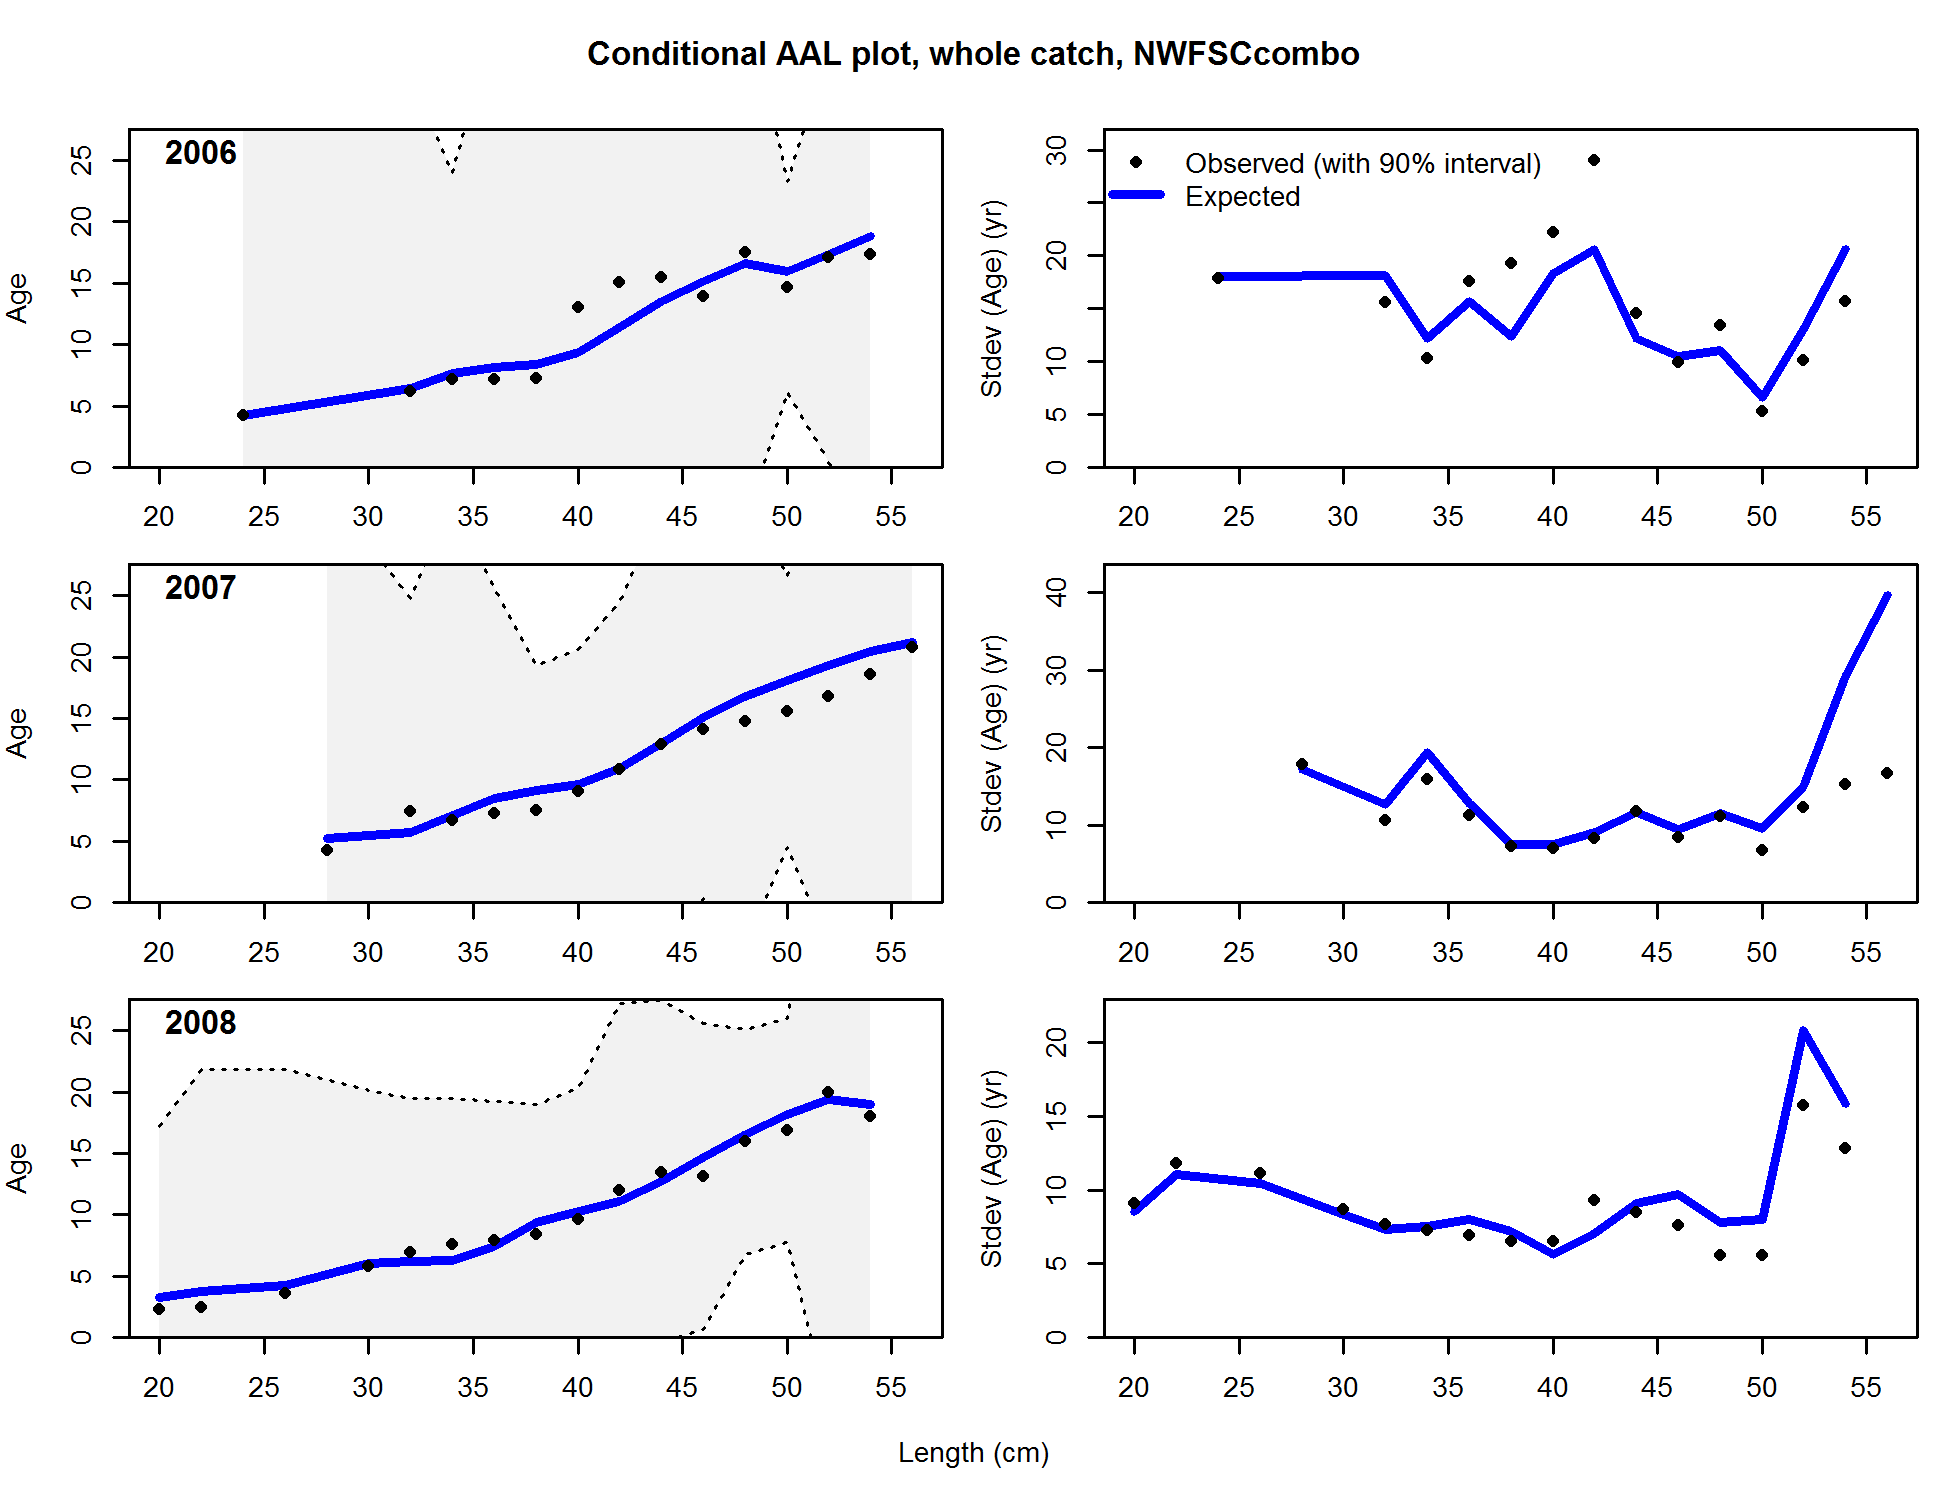 Conditional AAL plot, whole catch, NWFSCcombo
2006
Age
0 5 10 15 20 25
20 25 30 35 40 45 50 55
Observed (with 90% interval)
Expected
Stdev (Age) (yr)
0 5 10 20 30
20 25 30 35 40 45 50 55
2007
Age
0 5 10 15 20 25
20 25 30 35 40 45 50 55
Stdev (Age) (yr)
0 10 20 30 40
20 25 30 35 40 45 50 55
2008
Age
0 5 10 15 20 25
20 25 30 35 40 45 50 55
Stdev (Age) (yr)
0 5 10 15 20
20 25 30 35 40 45 50 55
Length (cm)